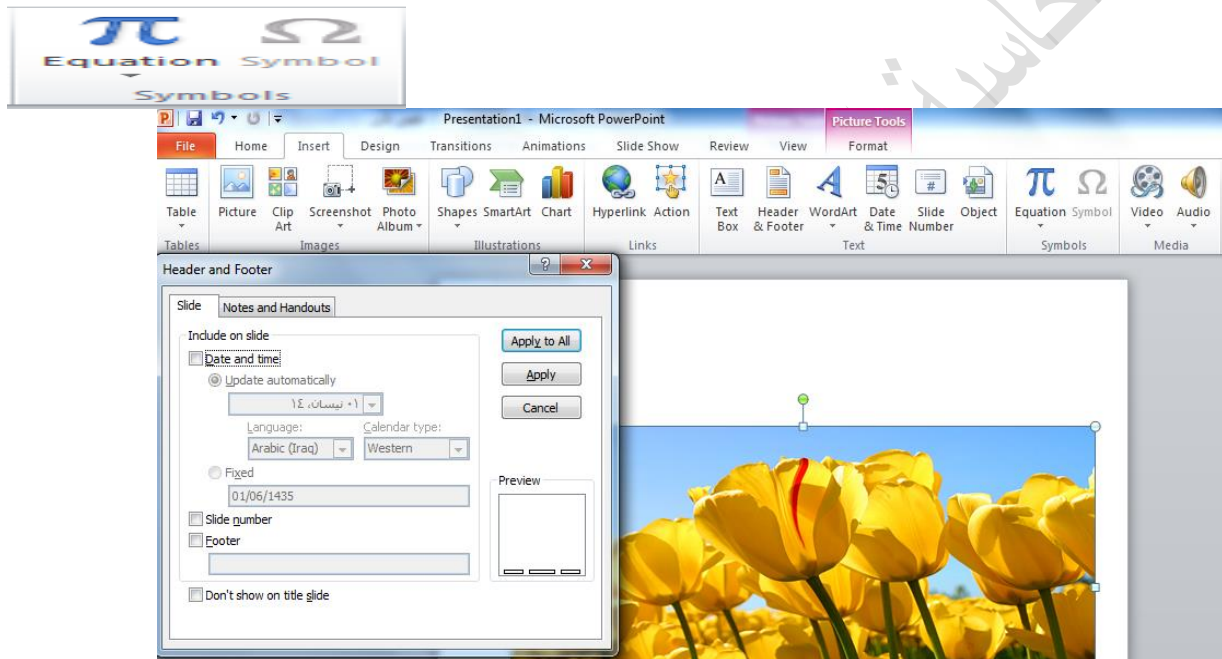 Equation Symbol
Symbols
Presentation1 - Microsoft PowerPoint
Picture Tools
File Home Insert Design Transitions Animations Slide Show Review View Format
Table Picture Clip Art Screenshot Photo Album Shapes SmartArt Chart Hyperlink Action Text Box Header & Footer WordArt Date & Time Slide Number Object Equation Symbol Video Audio
Tables Images Illustrations Links Text Symbols Media
Header and Footer
Slide Notes and Handouts
Include on slide
Apply to All
Date and time
Update automatically
Apply
٠١ نيسان، ١٤
Cancel
Language: Calendar type:
Arabic (Iraq) Western
Fixed
Preview
01/06/1435
Slide number
Footer
Don't show on title slide